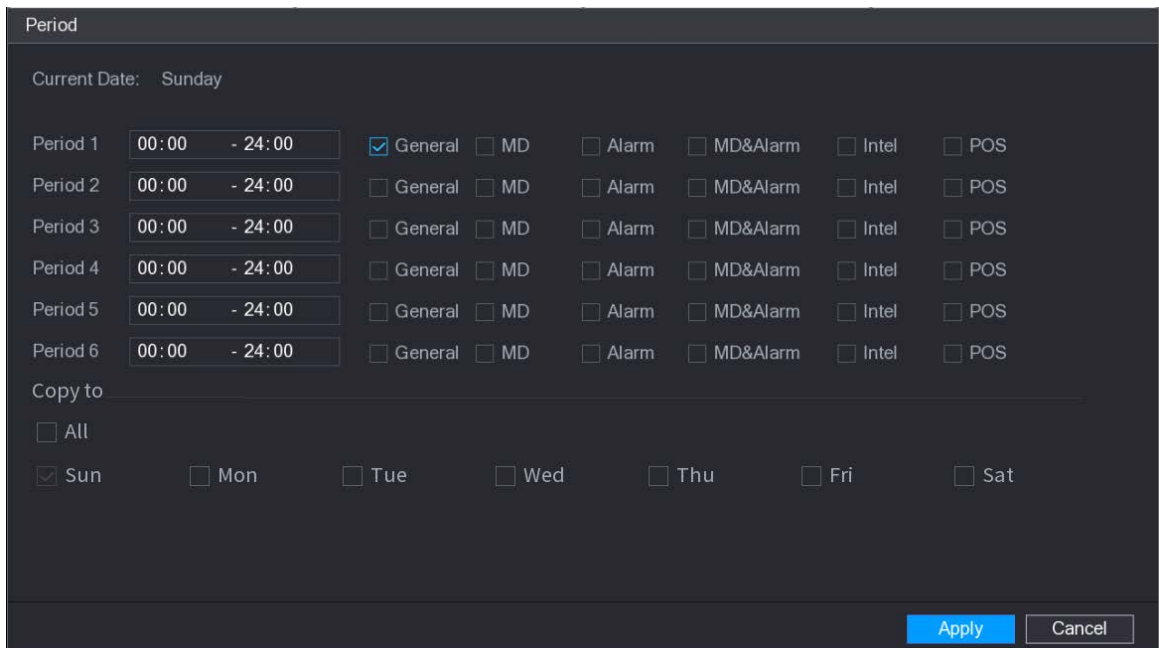 Period
Current Date: Sunday
Period 1 00:00 - 24:00 General MD Alarm MD&Alarm Intel POS
Period 2 00:00 - 24:00 General MD Alarm MD&Alarm Intel POS
Period 3 00:00 - 24:00 General MD Alarm MD&Alarm Intel POS
Period 4 00:00 - 24:00 General MD Alarm MD&Alarm Intel POS
Period 5 00:00 - 24:00 General MD Alarm MD&Alarm Intel POS
Period 6 00:00 - 24:00 General MD Alarm MD&Alarm Intel POS
Copy to
All
Sun Mon Tue Wed Thu Fri Sat
Apply Cancel